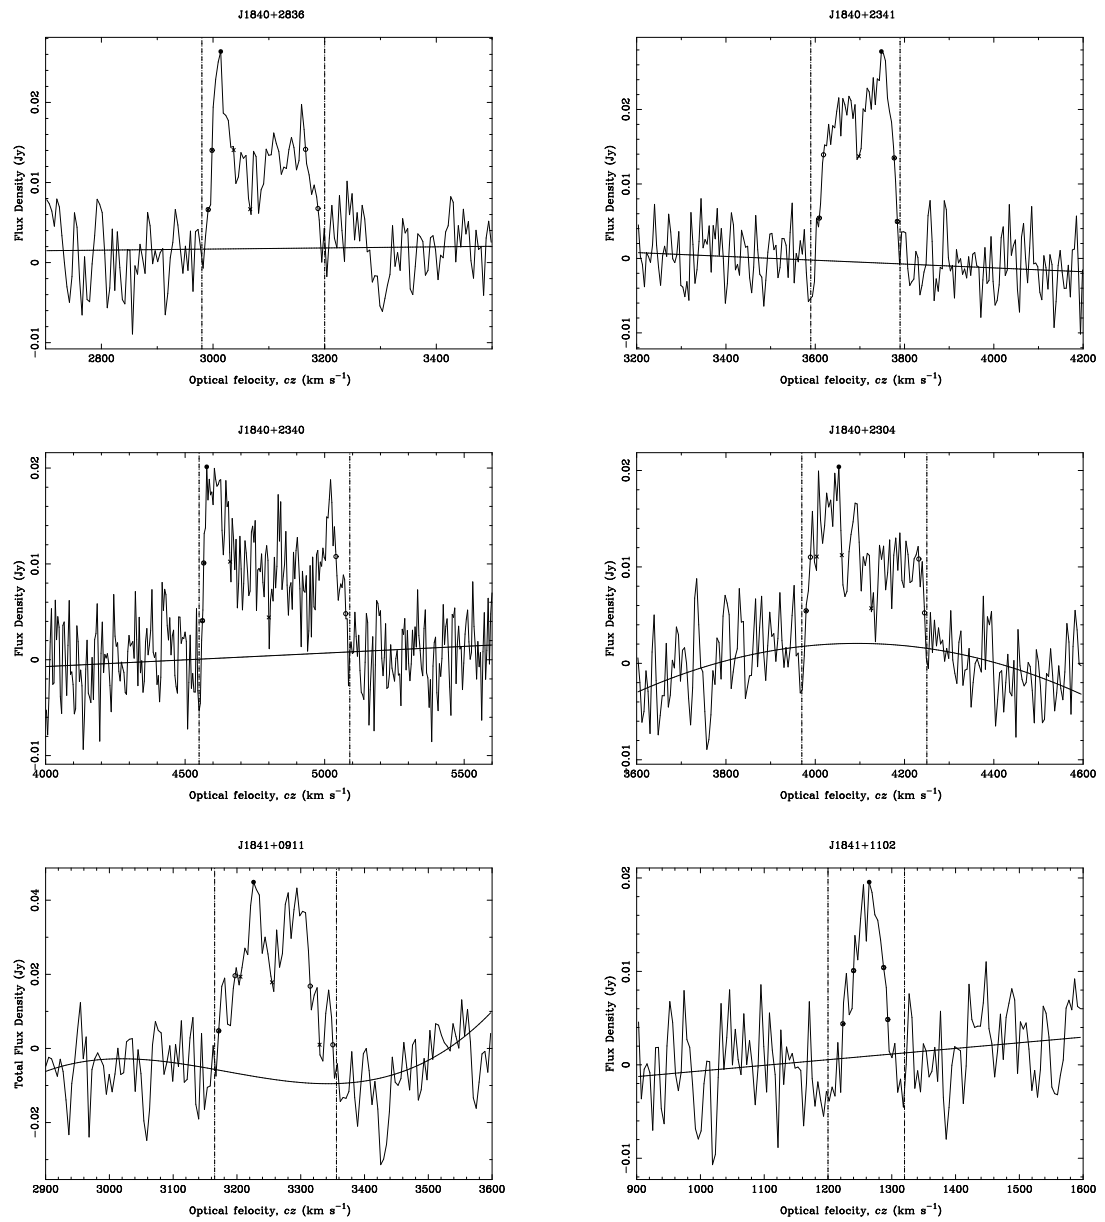 J1840+2836
Flux Density (Jy)
0.02
0.01
0
−0.01
2800 3000 3200 3400
Optical felocity, cz (km s⁻¹)
J1840+2341
Flux Density (Jy)
0.02
0.01
0
−0.01
3200 3400 3600 3800 4000 4200
Optical felocity, cz (km s⁻¹)
J1840+2340
Flux Density (Jy)
0.02
0.01
0
−0.01
4000 4500 5000 5500
Optical felocity, cz (km s⁻¹)
J1840+2304
Flux Density (Jy)
0.02
0.01
0
−0.01
3600 3800 4000 4200 4400 4600
Optical felocity, cz (km s⁻¹)
J1841+0911
Total Flux Density (Jy)
0.04
0.02
0
−0.02
2900 3000 3100 3200 3300 3400 3500 3600
Optical felocity, cz (km s⁻¹)
J1841+1102
Flux Density (Jy)
0.02
0.01
0
−0.01
900 1000 1100 1200 1300 1400 1500 1600
Optical felocity, cz (km s⁻¹)